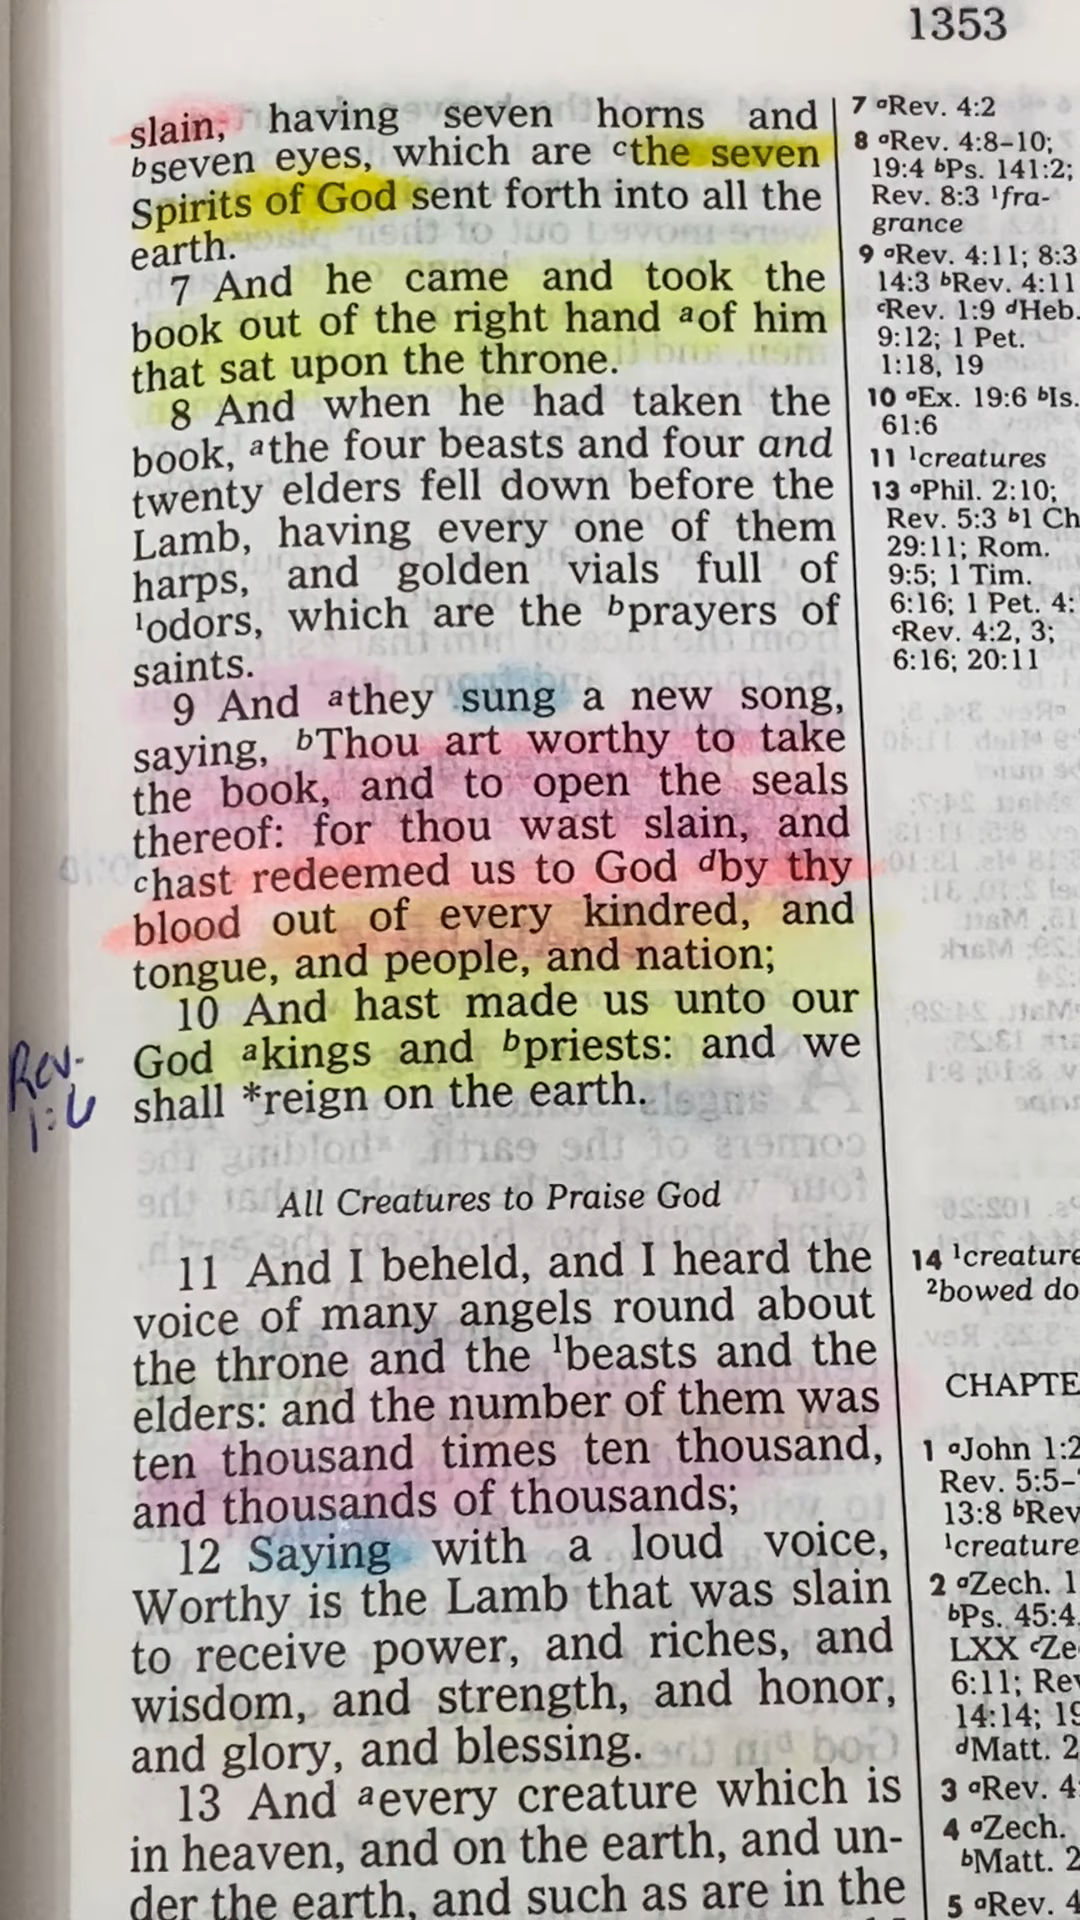 1353
slain, having seven horns and
bseven eyes, which are cthe seven
Spirits of God sent forth into all the
earth.
7 And he came and took the
book out of the right hand aof him
that sat upon the throne.
8 And when he had taken the
book, athe four beasts and four and
twenty elders fell down before the
Lamb, having every one of them
harps, and golden vials full of
1odors, which are the bprayers of
saints.
9 And athey sung a new song,
saying, bThou art worthy to take
the book, and to open the seals
thereof: for thou wast slain, and
chast redeemed us to God dby thy
blood out of every kindred, and
tongue, and people, and nation;
10 And hast made us unto our
God akings and bpriests: and we
shall *reign on the earth.
Rev.
1:6
All Creatures to Praise God
11 And I beheld, and I heard the
voice of many angels round about
the throne and the 1beasts and the
elders: and the number of them was
ten thousand times ten thousand,
and thousands of thousands;
12 Saying with a loud voice,
Worthy is the Lamb that was slain
to receive power, and riches, and
wisdom, and strength, and honor,
and glory, and blessing.
13 And aevery creature which is
in heaven, and on the earth, and un-
der the earth, and such as are in the
7 aRev. 4:2
8 aRev. 4:8–10;
19:4 bPs. 141:2;
Rev. 8:3 1fra-
grance
9 aRev. 4:11; 8:3
14:3 bRev. 4:11
cRev. 1:9 dHeb.
9:12; 1 Pet.
1:18, 19
10 aEx. 19:6 bIs.
61:6
11 1creatures
13 aPhil. 2:10;
Rev. 5:3 b1 Ch
29:11; Rom.
9:5; 1 Tim.
6:16; 1 Pet. 4:
cRev. 4:2, 3;
6:16; 20:11
14 1creature
2bowed do
CHAPTE
1 aJohn 1:2
Rev. 5:5–
13:8 bRev
1creature
2 aZech. 1
bPs. 45:4
LXX cZe
6:11; Rev
14:14; 19
dMatt. 2
3 aRev. 4:
4 aZech.
bMatt. 2
5 aRev. 4